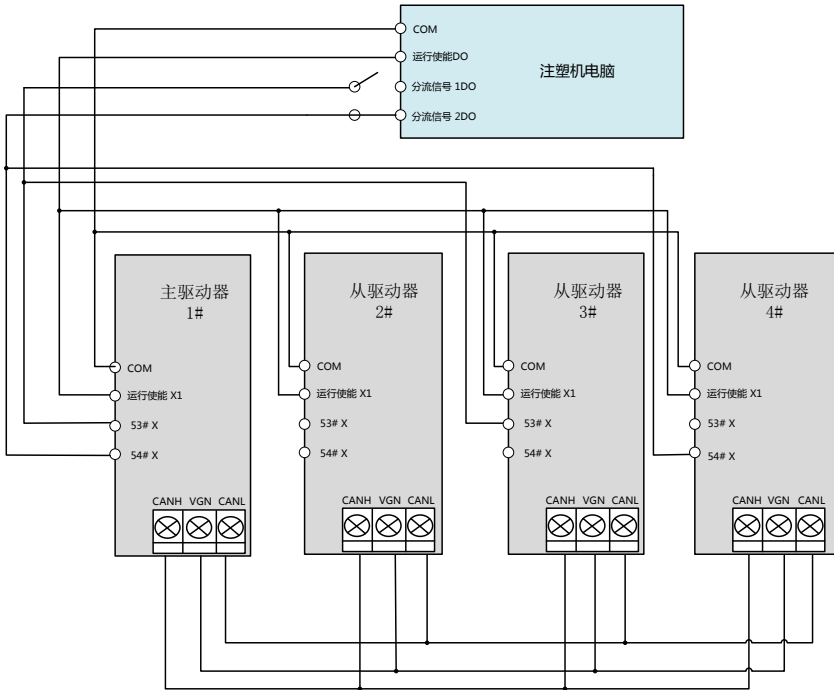 COM
运行使能DO
分流信号 1DO
分流信号 2DO
注塑机电脑
主驱动器
1#
COM
运行使能 X1
53# X
54# X
CANH VGN CANL
从驱动器
2#
COM
运行使能 X1
53# X
54# X
CANH VGN CANL
从驱动器
3#
COM
运行使能 X1
53# X
54# X
CANH VGN CANL
从驱动器
4#
COM
运行使能 X1
53# X
54# X
CANH VGN CANL